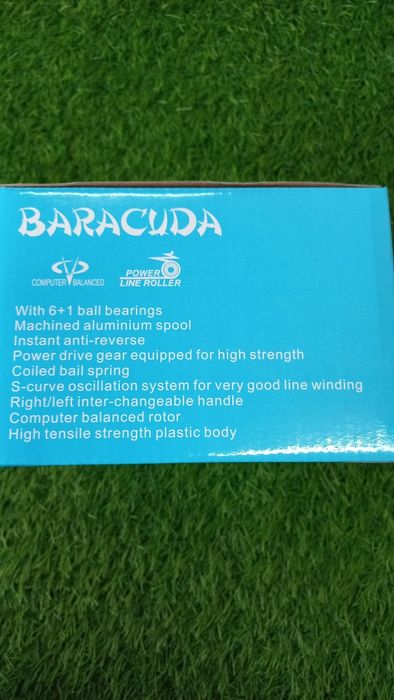 BARACUDA
COMPUTER BALANCED
POWER
LINE ROLLER
With 6+1 ball bearings
Machined aluminium spool
Instant anti-reverse
Power drive gear equipped for high strength
Coiled bail spring
S-curve oscillation system for very good line winding
Right/left inter-changeable handle
Computer balanced rotor
High tensile strength plastic body